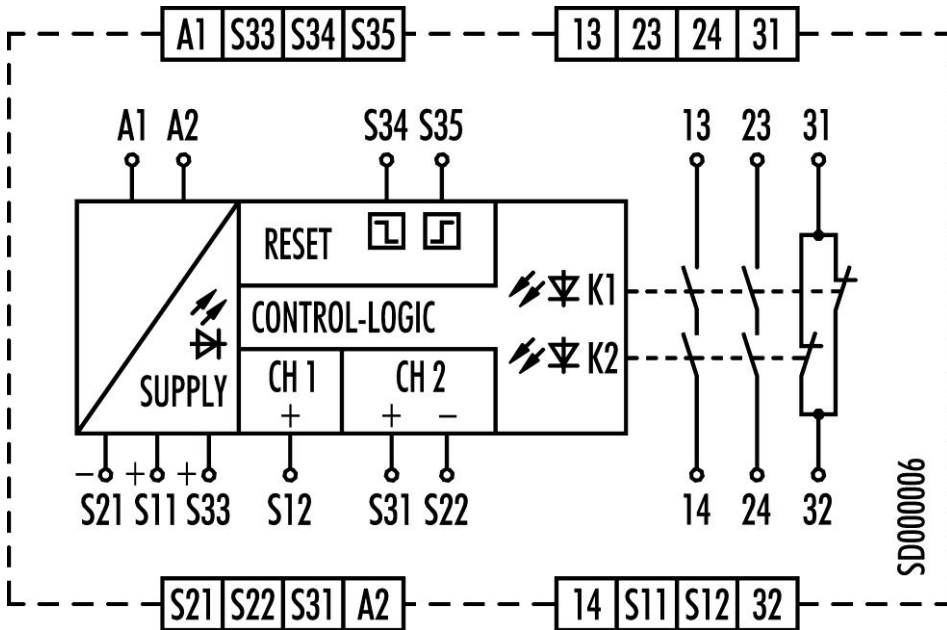 A1 S33 S34 S35 13 23 24 31
A1 A2 S34 S35 13 23 31
RESET
K1
CONTROL-LOGIC
K2
SUPPLY CH 1 CH 2
+ + −
− + +
S21 S11 S33 S12 S31 S22 14 24 32
SD000006
S21 S22 S31 A2 14 S11 S12 32